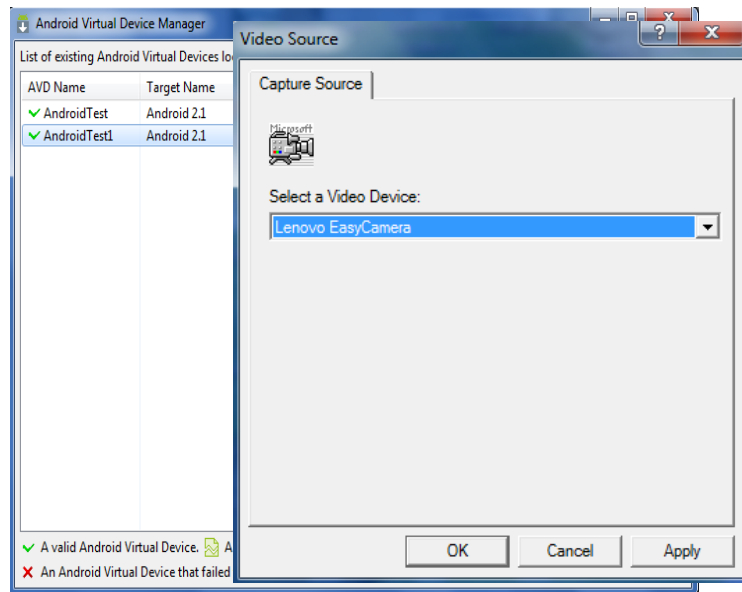 Android Virtual Device Manager
List of existing Android Virtual Devices lo
AVD Name Target Name
AndroidTest Android 2.1
AndroidTest1 Android 2.1
A valid Android Virtual Device. A
An Android Virtual Device that failed
Video Source
Capture Source
Microsoft
Select a Video Device:
Lenovo EasyCamera
OK Cancel Apply